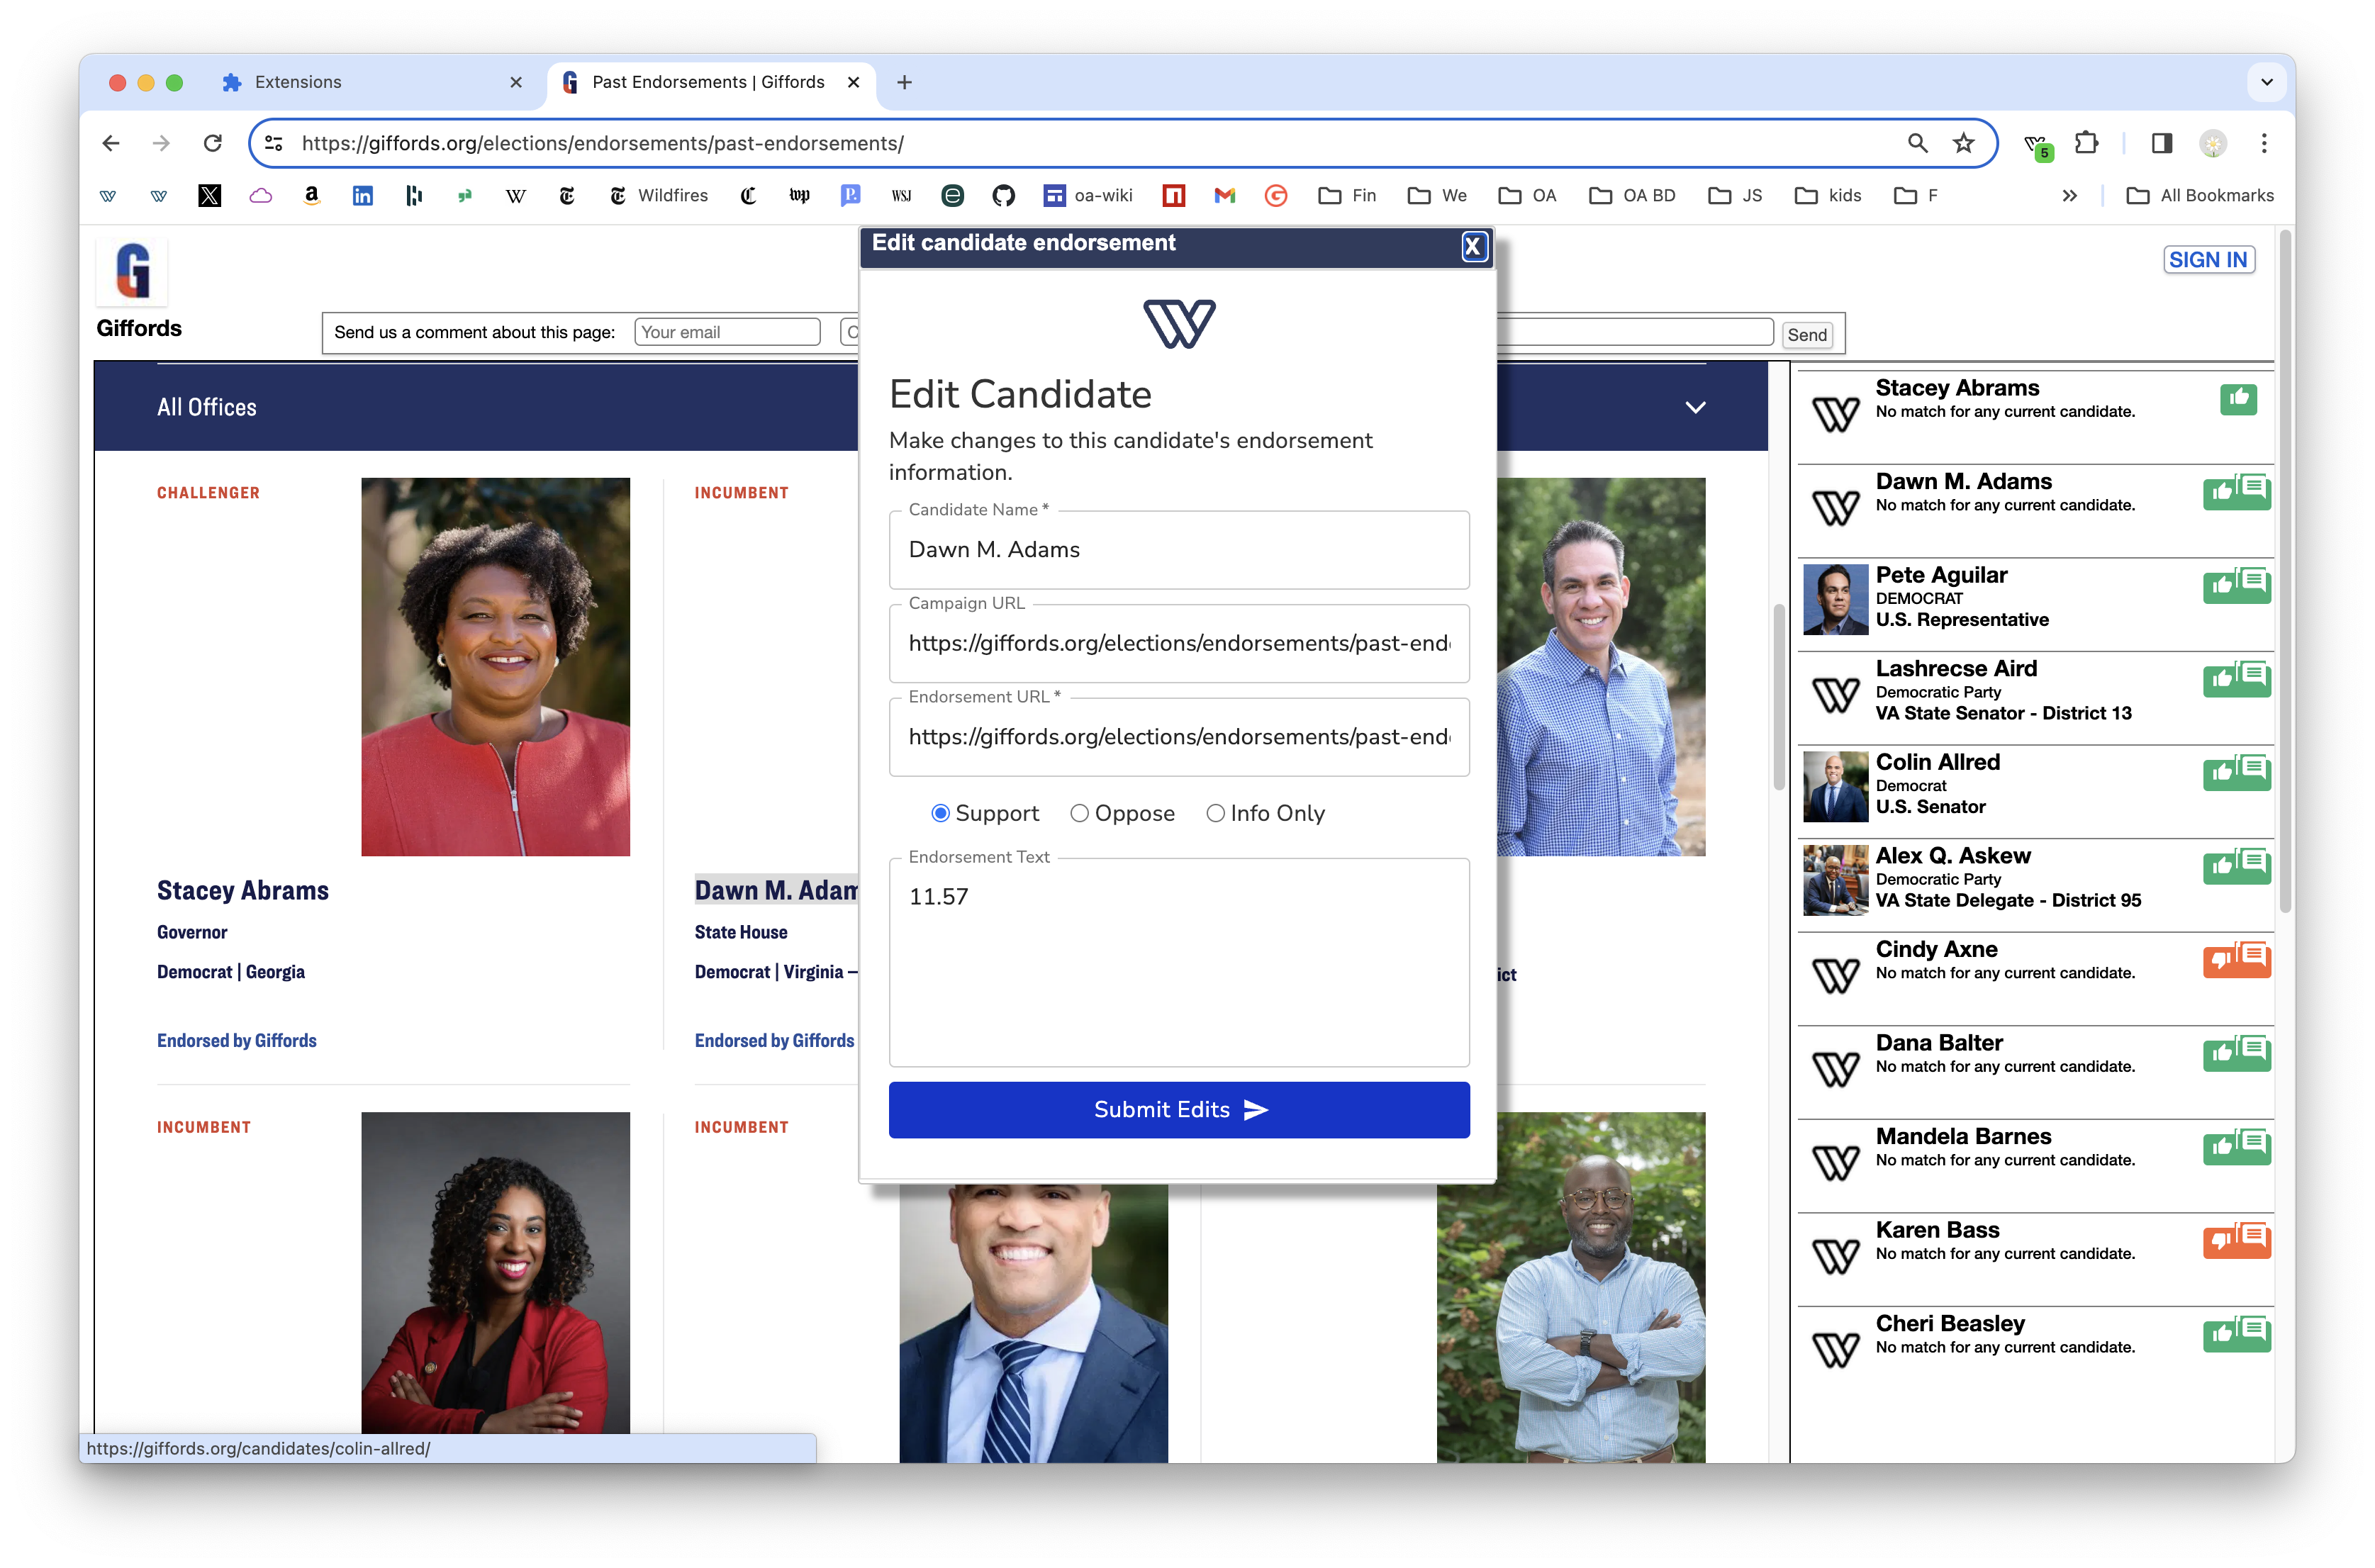 Extensions
Past Endorsements | Giffords
https://giffords.org/elections/endorsements/past-endorsements/
5
Wildfires
wp
WSJ
oa-wiki
Fin
We
OA
OA BD
JS
kids
F
All Bookmarks
Giffords
Send us a comment about this page:
Your email
Send
SIGN IN
All Offices
CHALLENGER
Stacey Abrams
Governor
Democrat | Georgia
Endorsed by Giffords
INCUMBENT
Dawn M. Adam
State House
Democrat | Virginia —
Endorsed by Giffords
ict
INCUMBENT
INCUMBENT
https://giffords.org/candidates/colin-allred/
Edit candidate endorsement
X
Edit Candidate
Make changes to this candidate's endorsement
information.
Candidate Name *
Dawn M. Adams
Campaign URL
https://giffords.org/elections/endorsements/past-end
Endorsement URL *
https://giffords.org/elections/endorsements/past-end
Support
Oppose
Info Only
Endorsement Text
11.57
Submit Edits
Stacey Abrams
No match for any current candidate.
Dawn M. Adams
No match for any current candidate.
Pete Aguilar
DEMOCRAT
U.S. Representative
Lashrecse Aird
Democratic Party
VA State Senator - District 13
Colin Allred
Democrat
U.S. Senator
Alex Q. Askew
Democratic Party
VA State Delegate - District 95
Cindy Axne
No match for any current candidate.
Dana Balter
No match for any current candidate.
Mandela Barnes
No match for any current candidate.
Karen Bass
No match for any current candidate.
Cheri Beasley
No match for any current candidate.